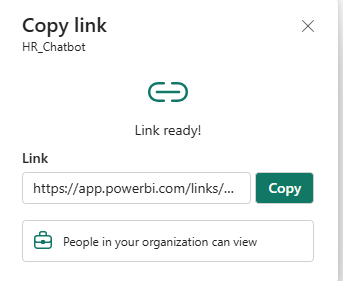 Copy link
HR_Chatbot
Link ready!
Link
https://app.powerbi.com/links/...
Copy
People in your organization can view